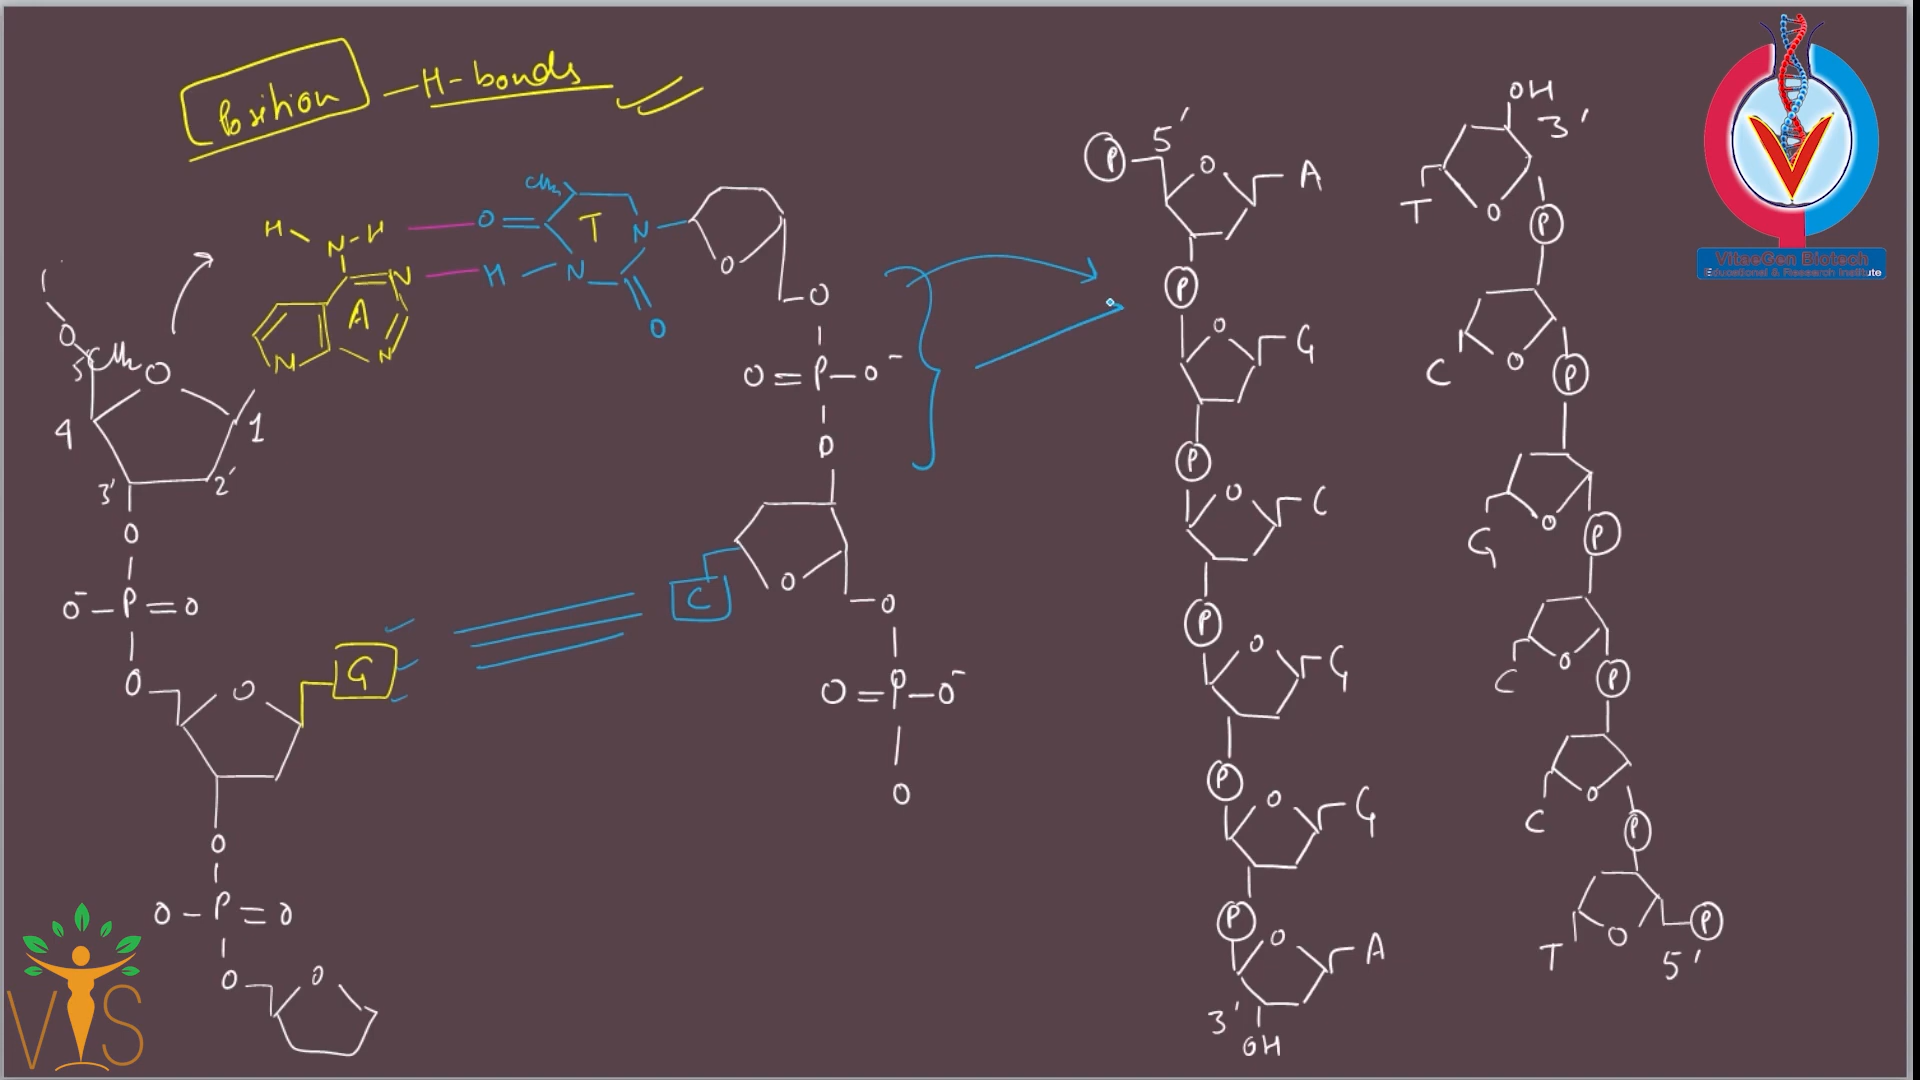 Position — H-bonds
CH₃
H N-H O = T N
N H N
A
N N O
O
5' CH₂ O
4 1
3' 2'
O
O⁻-P=O
O
O
G
O
O-P=O
O
O
O
O
O=P-O⁻
O
C
O
O
O=P-O⁻
O
P 5'
O A
P
O G
P
O C
P
O G
P
O G
P
O A
3'
OH
OH
3'
T O
P
C O
P
G O
P
C O
P
C O
P
T O P
5'
VitaeGen Biotech
Educational & Research Institute
VIS